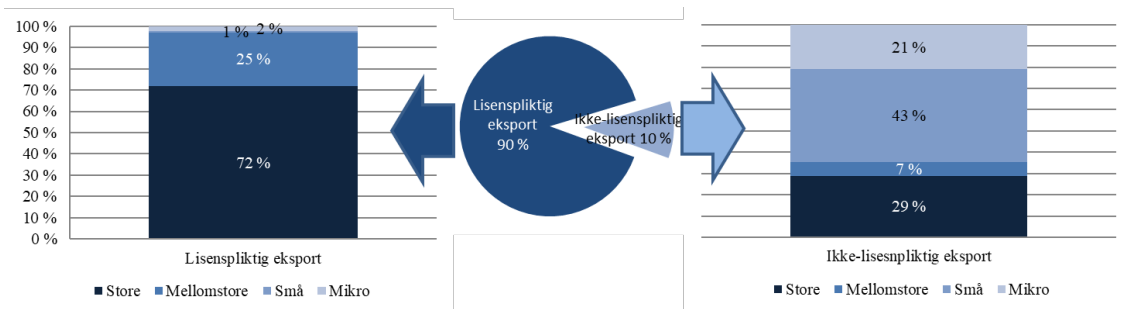 100 %
90 %
80 %
70 %
60 %
50 %
40 %
30 %
20 %
10 %
0 %
1 % 2 %
25 %
72 %
Lisenspliktig eksport
Store Mellomstore Små Mikro
Lisenspliktig
eksport
90 %
Ikke-lisenspliktig
eksport 10 %
21 %
43 %
7 %
29 %
Ikke-lisesnpliktig eksport
Store Mellomstore Små Mikro